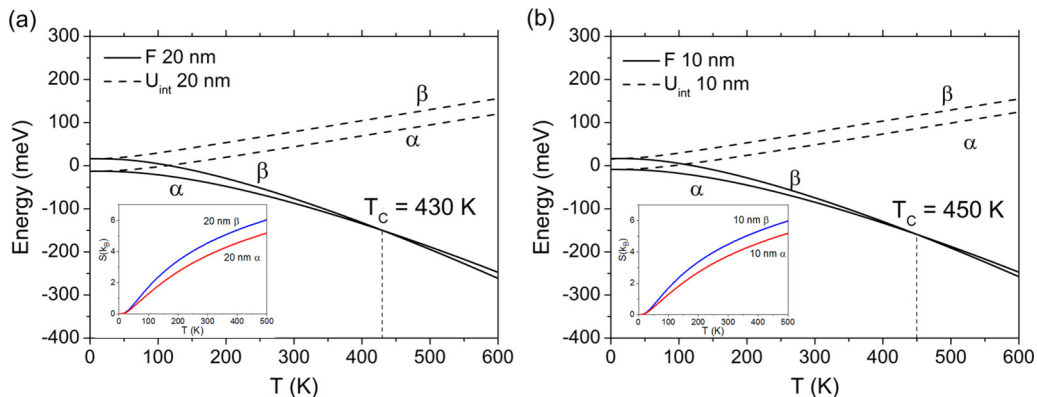 (a)
300
200
100
0
-100
-200
-300
-400
Energy (meV)
F 20 nm
U_int 20 nm
β
α
β
α
T_C = 430 K
6
4
2
0
S(k_B)
20 nm β
20 nm α
0 100 200 300 400 500
T (K)
0 100 200 300 400 500 600
T (K)
(b)
300
200
100
0
-100
-200
-300
-400
Energy (meV)
F 10 nm
U_int 10 nm
β
α
β
α
T_C = 450 K
6
4
2
0
S(k_B)
10 nm β
10 nm α
0 100 200 300 400 500
T (K)
0 100 200 300 400 500 600
T (K)